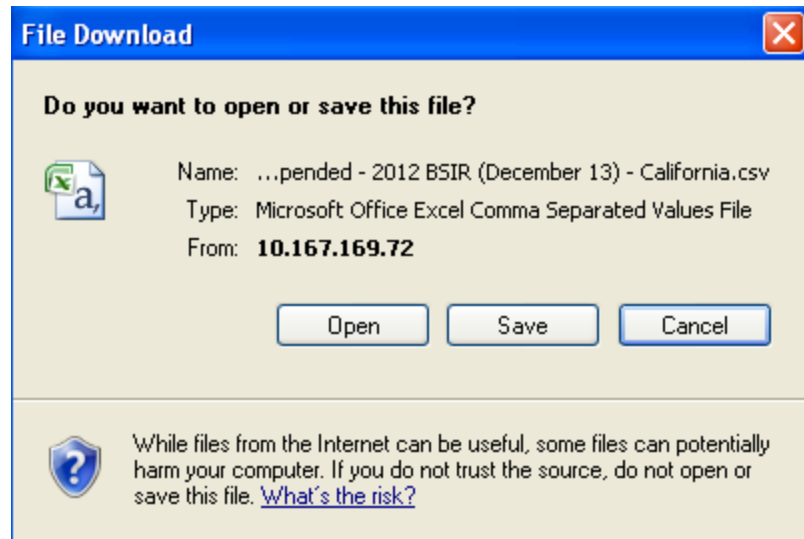 File Download
Do you want to open or save this file?
Name: ...pended - 2012 BSIR (December 13) - California.csv
Type: Microsoft Office Excel Comma Separated Values File
From: 10.167.169.72
Open Save Cancel
While files from the Internet can be useful, some files can potentially
harm your computer. If you do not trust the source, do not open or
save this file. What's the risk?